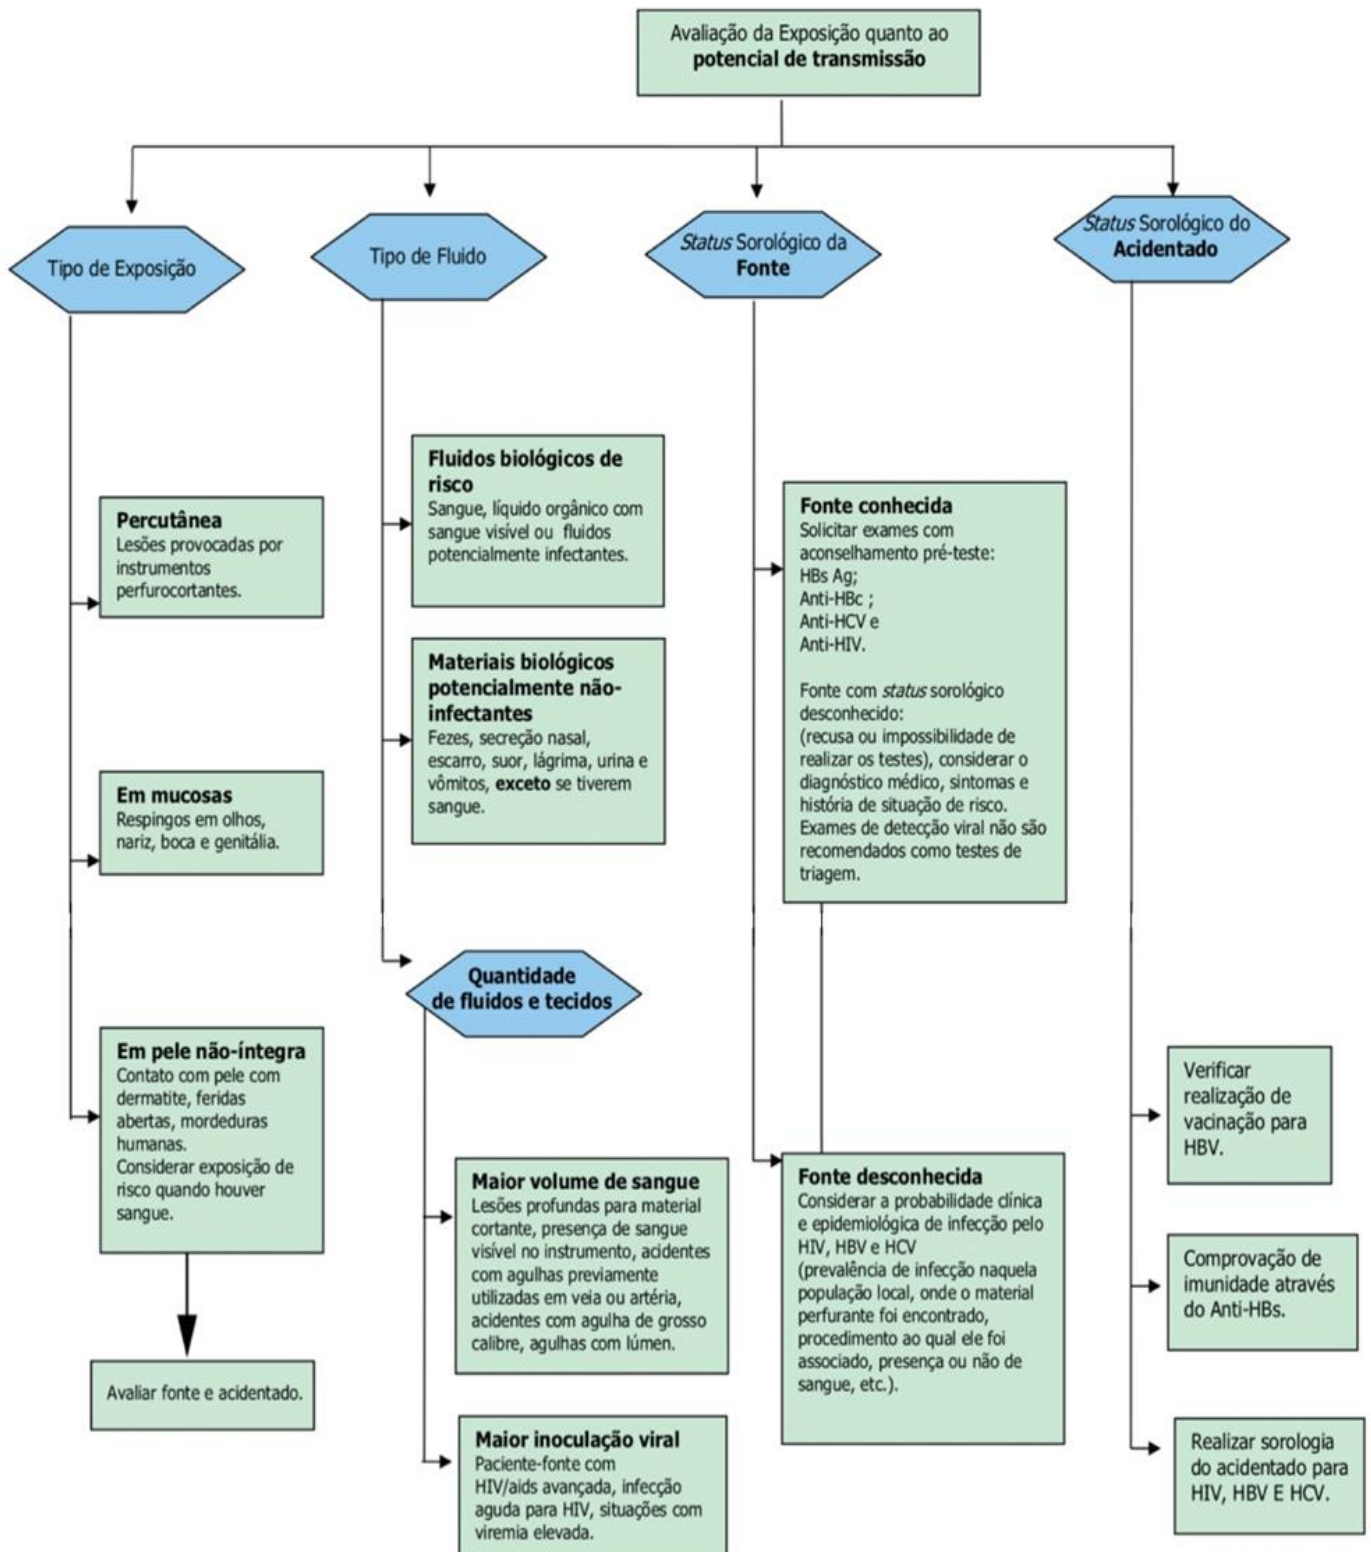 Avaliação da Exposição quanto ao
potencial de transmissão
Tipo de Exposição
Tipo de Fluido
Status Sorológico da
Fonte
Status Sorológico do
Acidentado
Percutânea
Lesões provocadas por
instrumentos
perfurocortantes.
Em mucosas
Respingos em olhos,
nariz, boca e genitália.
Em pele não-íntegra
Contato com pele com
dermatite, feridas
abertas, mordeduras
humanas.
Considerar exposição de
risco quando houver
sangue.
Avaliar fonte e acidentado.
Fluidos biológicos de
risco
Sangue, líquido orgânico com
sangue visível ou fluidos
potencialmente infectantes.
Materiais biológicos
potencialmente não-
infectantes
Fezes, secreção nasal,
escarro, suor, lágrima, urina e
vômitos, exceto se tiverem
sangue.
Quantidade
de fluidos e tecidos
Maior volume de sangue
Lesões profundas para material
cortante, presença de sangue
visível no instrumento, acidentes
com agulhas previamente
utilizadas em veia ou artéria,
acidentes com agulha de grosso
calibre, agulhas com lúmen.
Maior inoculação viral
Paciente-fonte com
HIV/aids avançada, infecção
aguda para HIV, situações com
viremia elevada.
Fonte conhecida
Solicitar exames com
aconselhamento pré-teste:
HBs Ag;
Anti-HBc ;
Anti-HCV e
Anti-HIV.
Fonte com status sorológico
desconhecido:
(recusa ou impossibilidade de
realizar os testes), considerar o
diagnóstico médico, sintomas e
história de situação de risco.
Exames de detecção viral não são
recomendados como testes de
triagem.
Fonte desconhecida
Considerar a probabilidade clínica
e epidemiológica de infecção pelo
HIV, HBV e HCV
(prevalência de infecção naquela
população local, onde o material
perfurante foi encontrado,
procedimento ao qual ele foi
associado, presença ou não de
sangue, etc.).
Verificar
realização de
vacinação para
HBV.
Comprovação de
imunidade através
do Anti-HBs.
Realizar sorologia
do acidentado para
HIV, HBV E HCV.